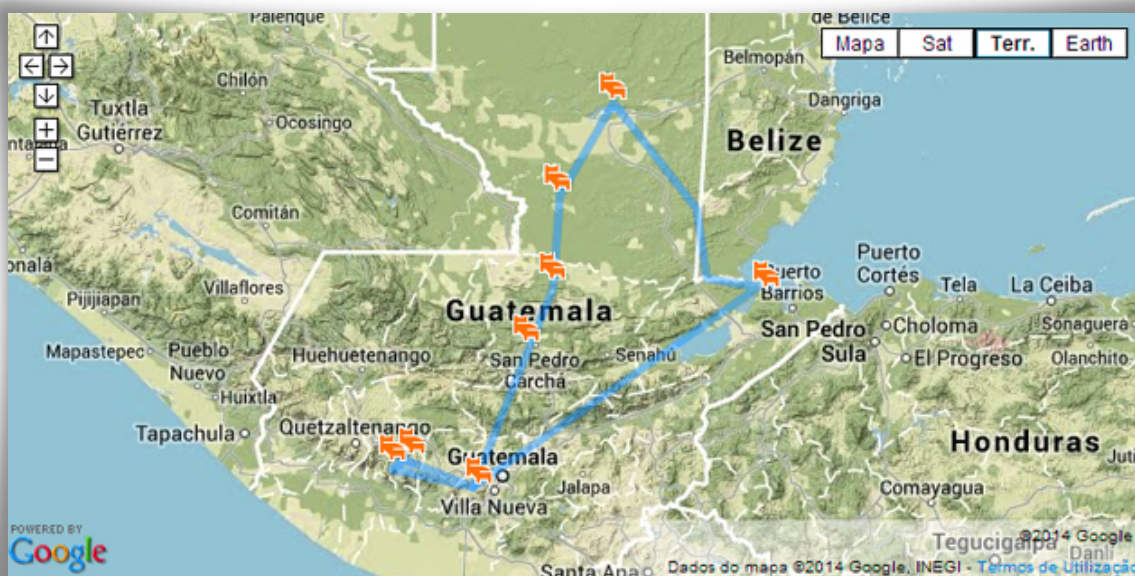 Palenque
de Belice
Mapa Sat Terr. Earth
Belmopán
Chilón
Dangriga
Tuxtla
Gutiérrez
Ocosingo
Belize
Comitán
Puerto
Cortés
Villaflores
Puerto
Barrios
Tela
La Ceiba
Pijijiapan
Guatemala
San Pedro
Sula
Choloma
Sonaguera
Mapastepec
Pueblo
Nuevo
Huehuetenango
San Pedro
Carchá
Senahú
El Progreso
Olanchito
Huixtla
Tapachula
Quetzaltenango
Guatemala
Honduras
Villa Nueva
Jalapa
Comayagua
POWERED BY
Google
Tegucigalpa
Danlí
©2014 Google
Santa Ana
Dados do mapa ©2014 Google, INEGI - Termos de Utilização